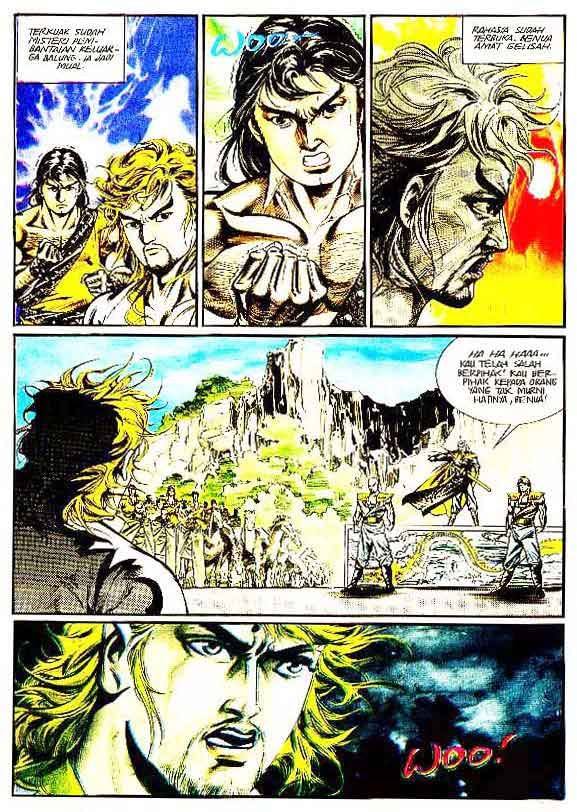 TERKUAK SUDAH
MISTERI PEM-
BANTAIAN KELUAR-
GA BALUNG. IA JADI
MUAL.
WOO...
RAHASIA SUDAH
TERBUKA. BENUA
AMAT GELISAH.
HA HA HAAA...
KAU TELAH SALAH
BERPIHAK! KAU BER-
PIHAK KEPADA ORANG
YANG TAK MURNI
HATINYA, BENUA!
WOO!